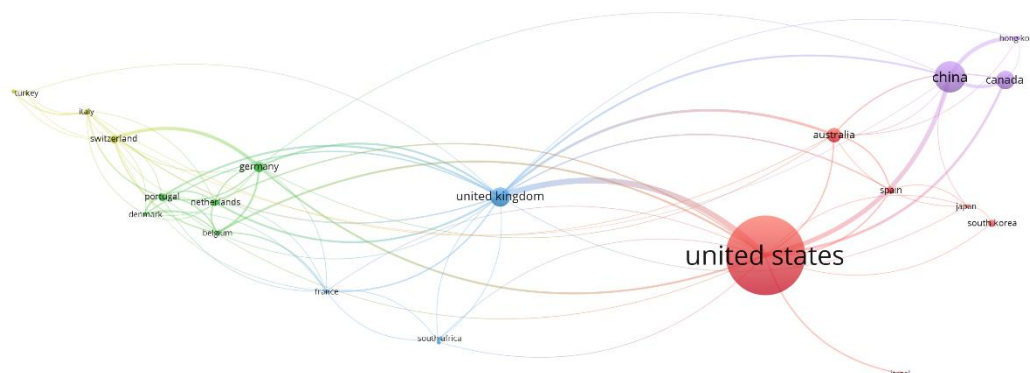 hong ko
china
canada
turkey
italy
switzerland
australia
germany
spain
portugal
netherlands
united kingdom
denmark
japan
south korea
belgium
united states
france
south africa